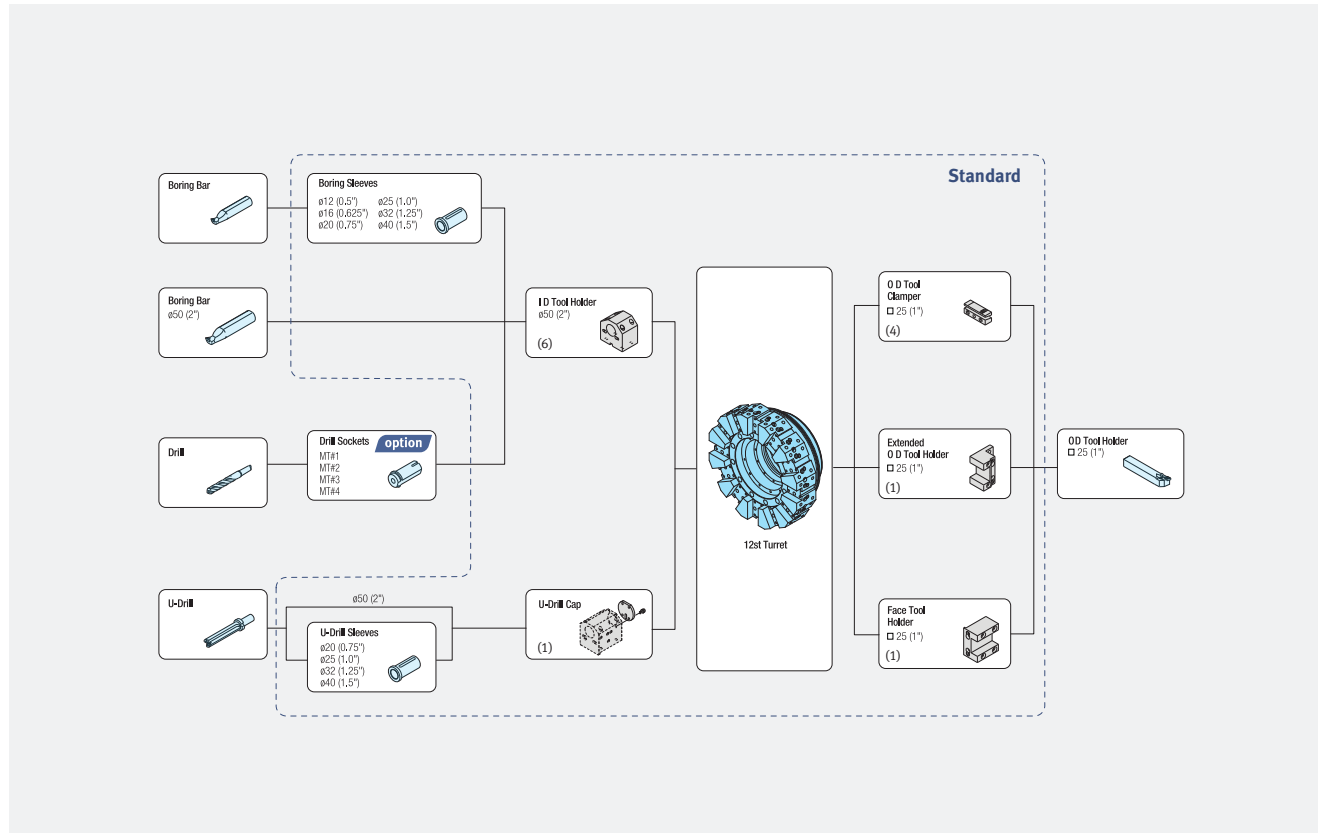 Standard
Boring Bar
Boring Sleeves
ø12 (0.5") ø25 (1.0")
ø16 (0.625") ø32 (1.25")
ø20 (0.75") ø40 (1.5")
Boring Bar
ø50 (2")
I D Tool Holder
ø50 (2")
(6)
Drill
Drill Sockets
option
MT#1
MT#2
MT#3
MT#4
U-Drill
ø50 (2")
U-Drill Sleeves
ø20 (0.75")
ø25 (1.0")
ø32 (1.25")
ø40 (1.5")
U-Drill Cap
(1)
12st Turret
O D Tool
Clamper
□ 25 (1")
(4)
Extended
O D Tool Holder
□ 25 (1")
(1)
Face Tool
Holder
□ 25 (1")
(1)
OD Tool Holder
□ 25 (1")